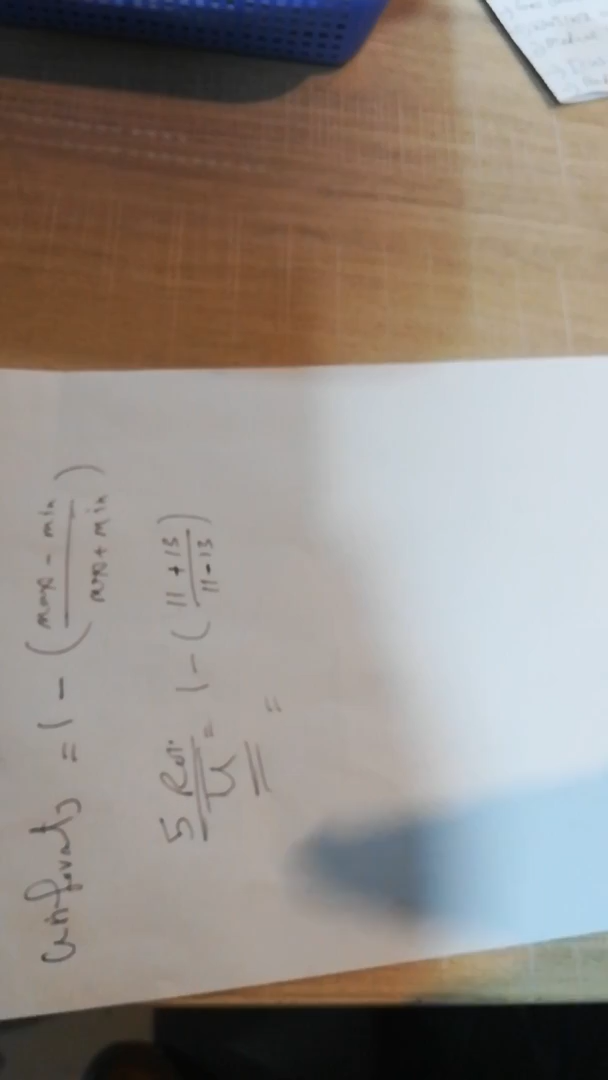 Uniformity = 1 - (max - min / max + min)
5 Rot.
U = 1 - (11 + 13 / 11 - 13)
=